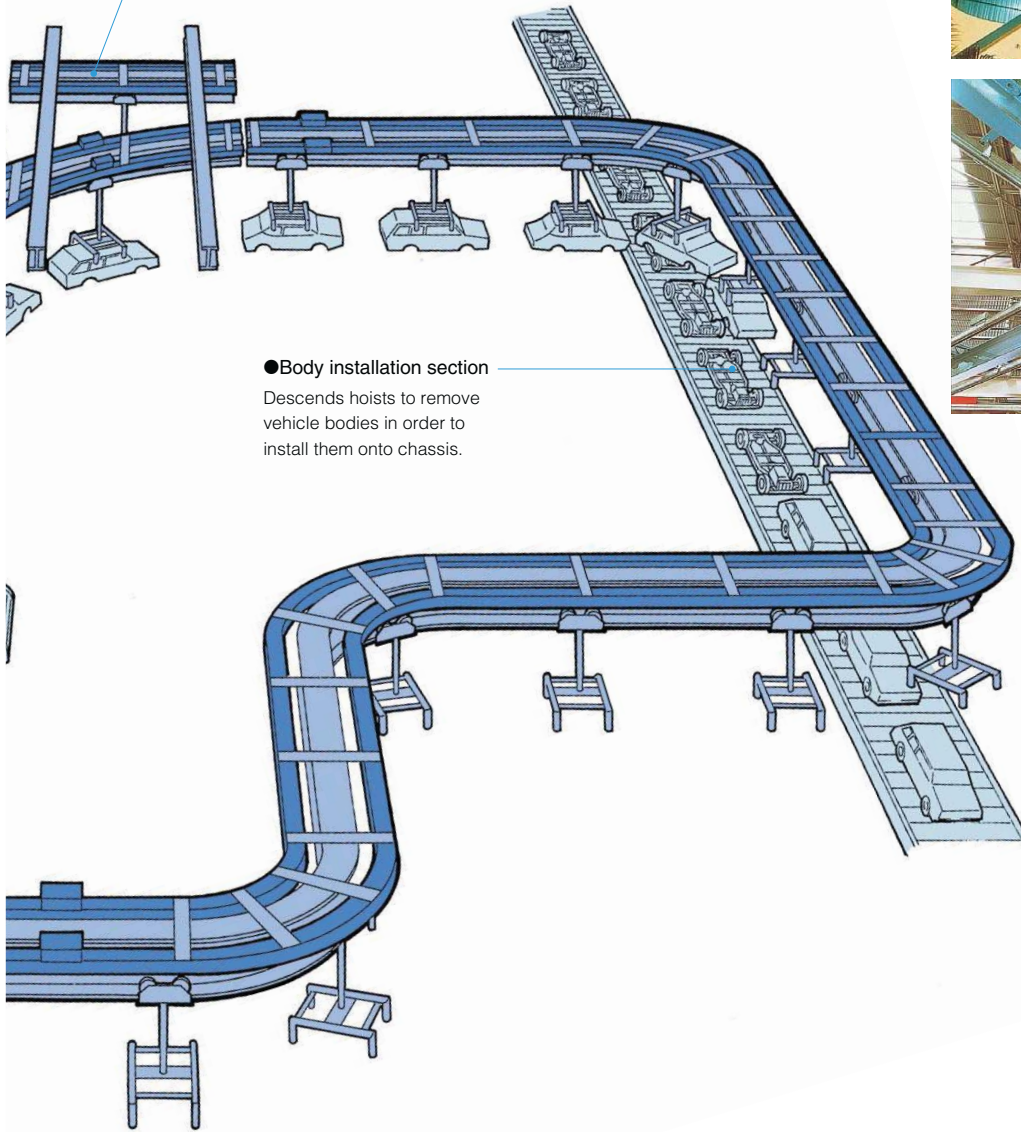 ●Body installation section
Descends hoists to remove
vehicle bodies in order to
install them onto chassis.